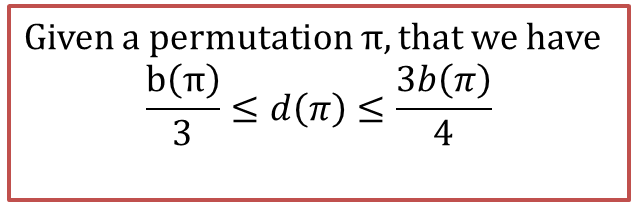 Given a permutation π, that we have
b(π)/3 ≤ d(π) ≤ 3b(π)/4